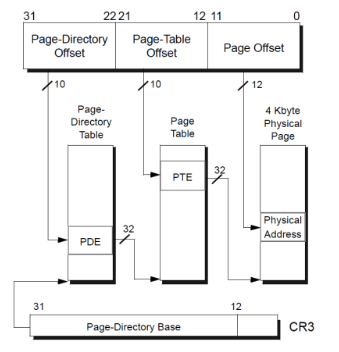 31 22 21 12 11 0
Page-Directory Offset
Page-Table Offset
Page Offset
10
10
12
Page-
Directory
Table
Page
Table
4 Kbyte
Physical
Page
PTE
32
Physical
Address
PDE
32
31 12
Page-Directory Base
CR3